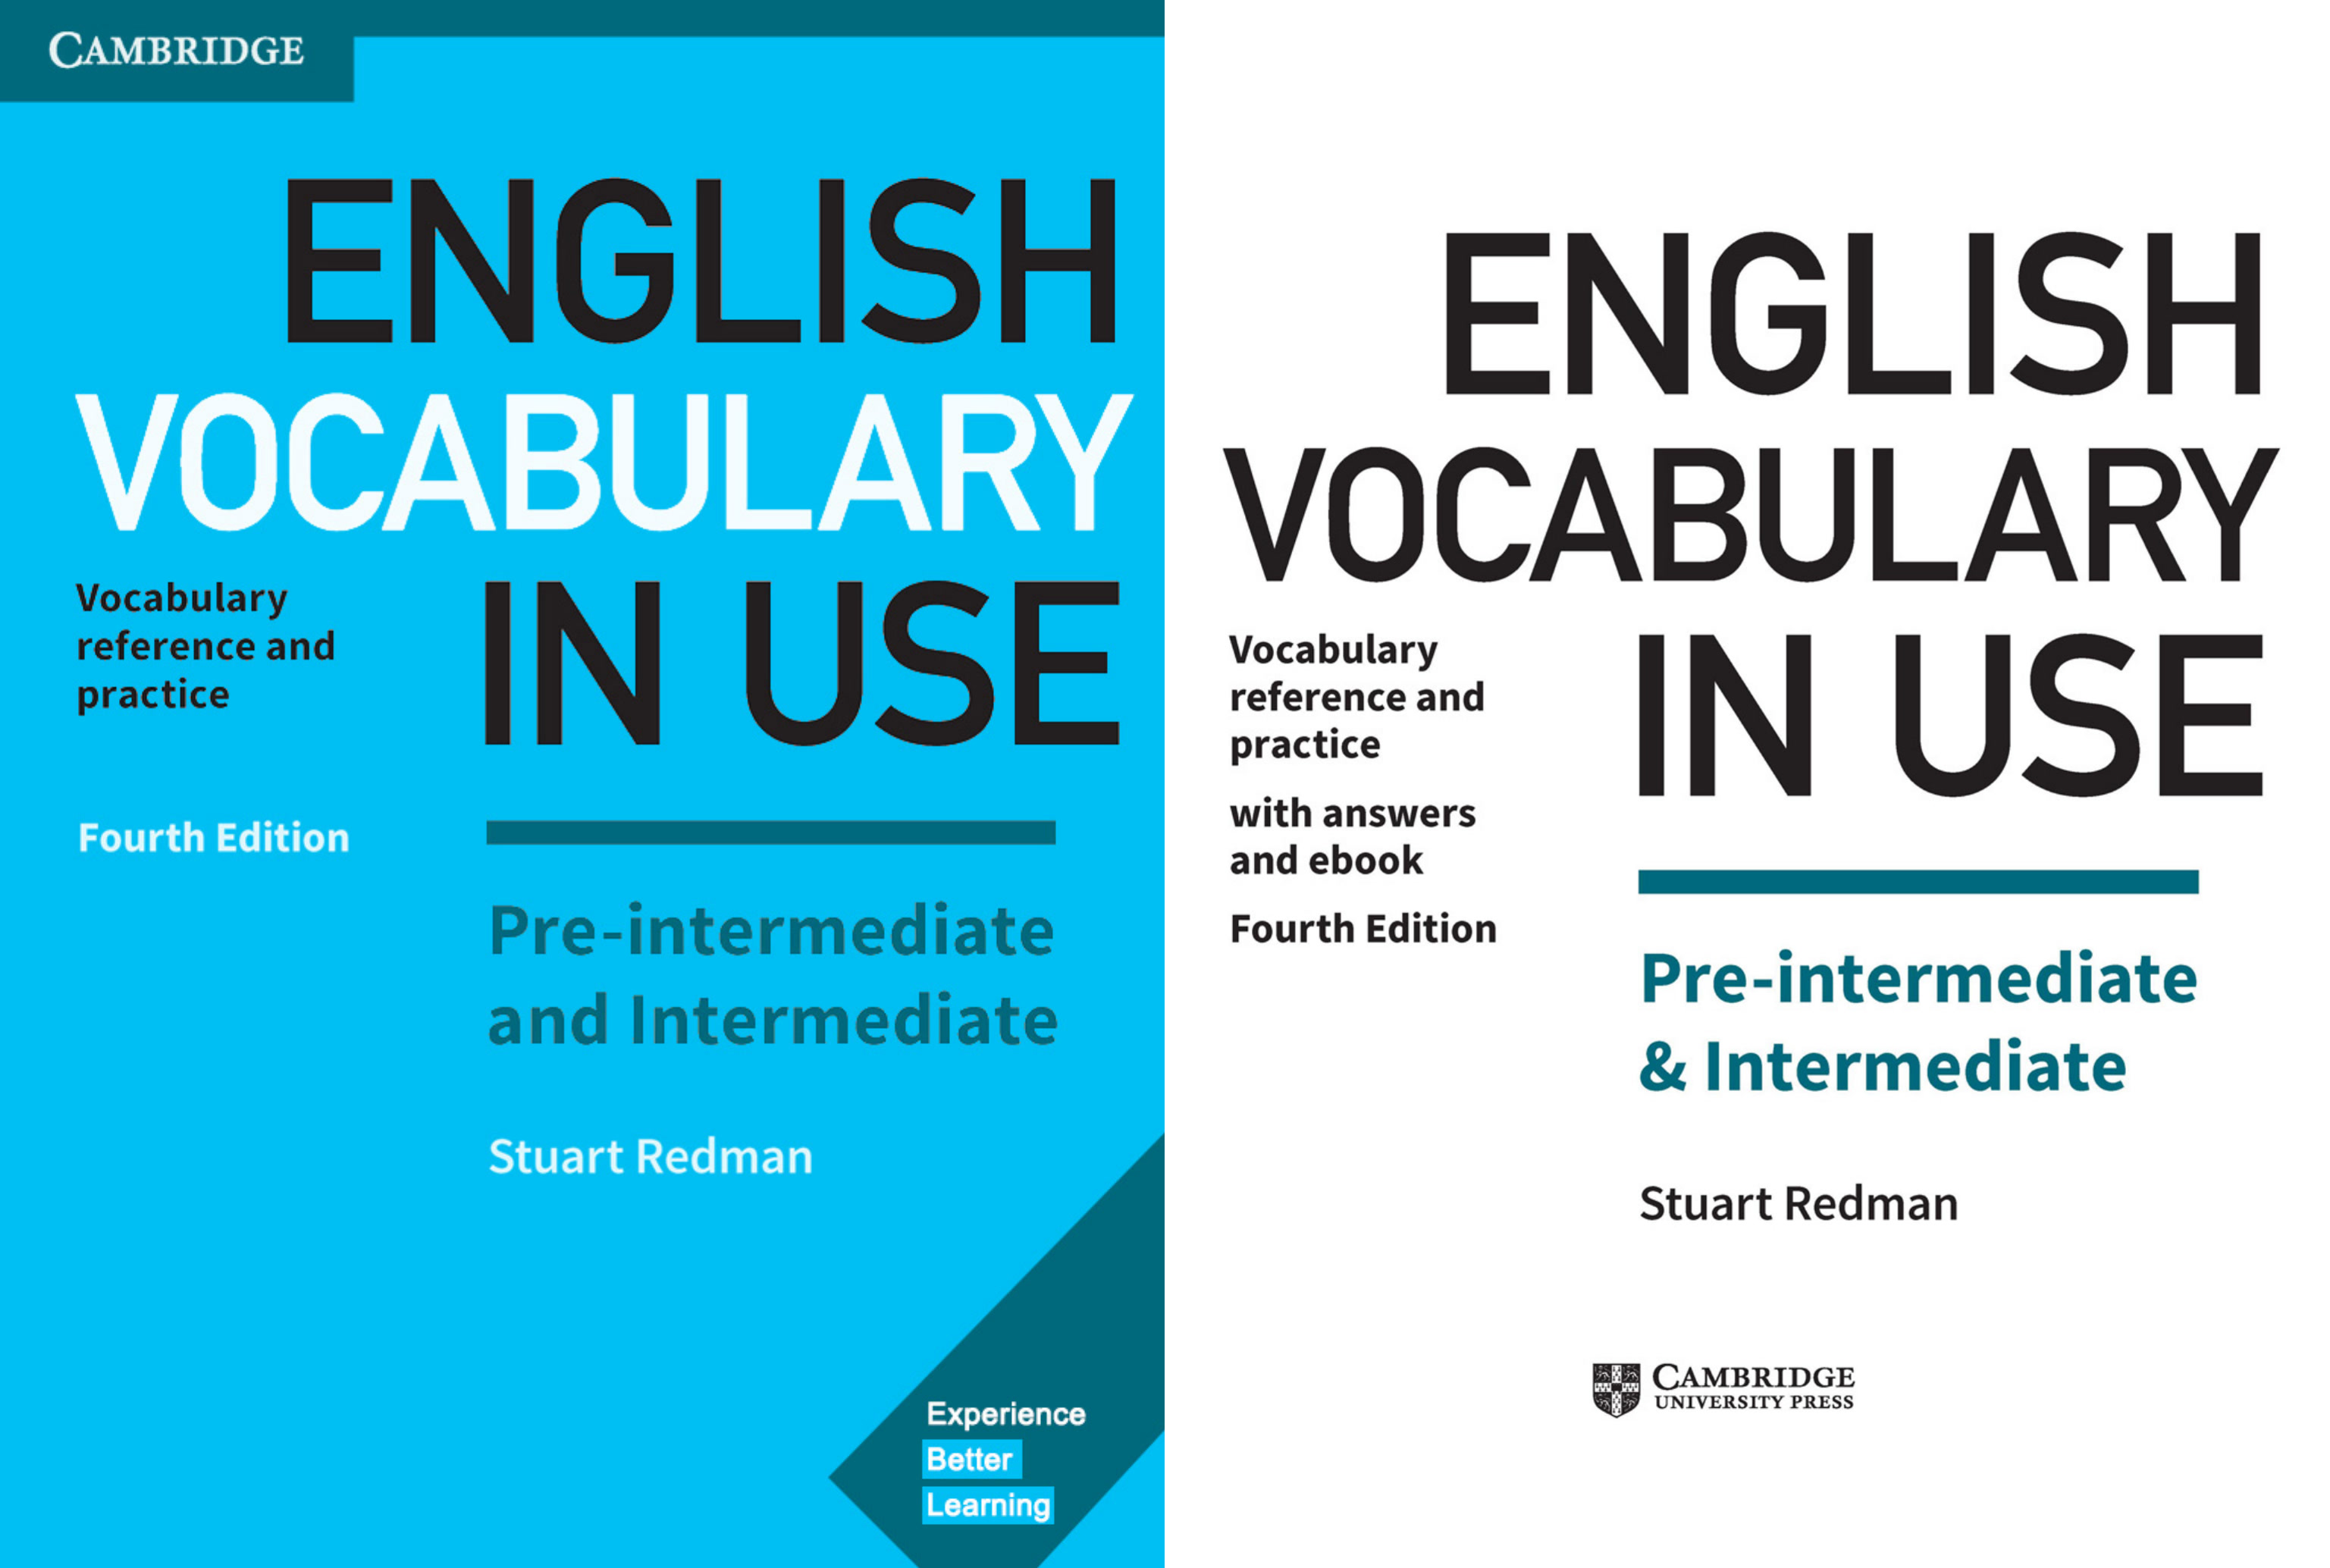 CAMBRIDGE
ENGLISH
VOCABULARY
IN USE
Vocabulary
reference and
practice
Fourth Edition
Pre-intermediate
and Intermediate
Stuart Redman
Experience
Better
Learning
ENGLISH
VOCABULARY
IN USE
Vocabulary
reference and
practice
with answers
and ebook
Fourth Edition
Pre-intermediate
& Intermediate
Stuart Redman
CAMBRIDGE
UNIVERSITY PRESS